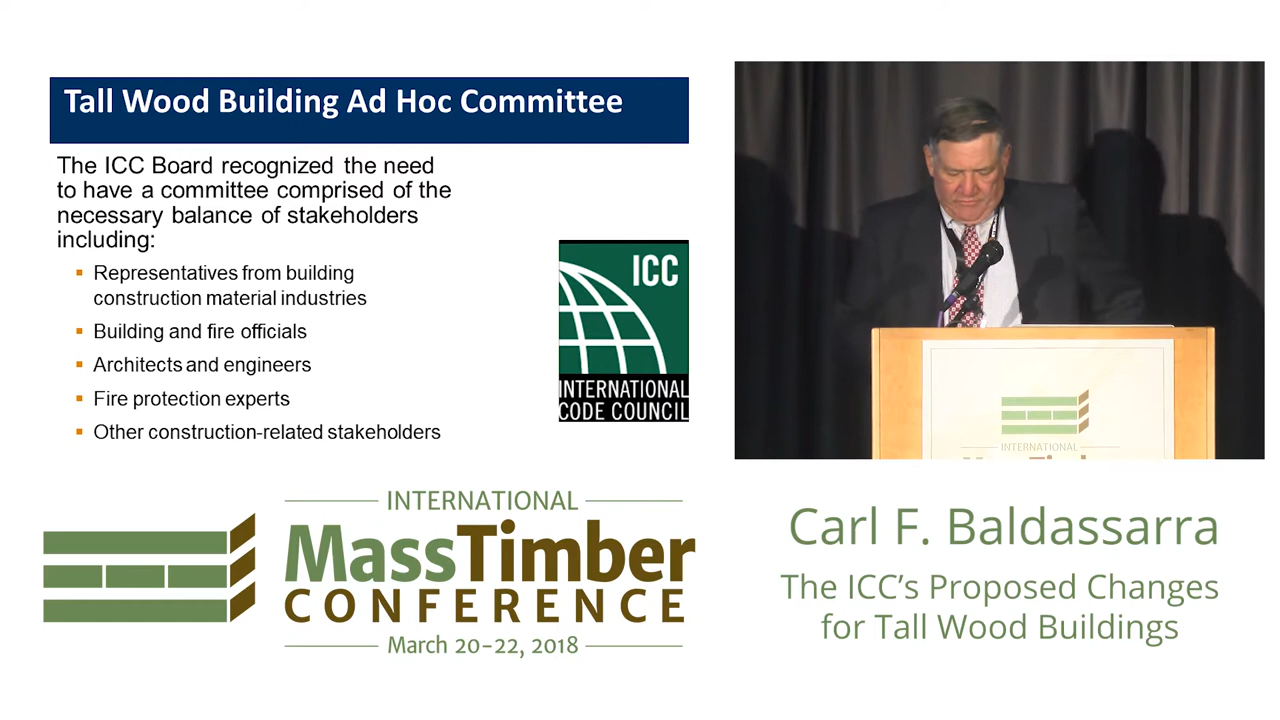 Tall Wood Building Ad Hoc Committee
The ICC Board recognized the need
to have a committee comprised of the
necessary balance of stakeholders
including:
Representatives from building
construction material industries
Building and fire officials
Architects and engineers
Fire protection experts
Other construction-related stakeholders
ICC
INTERNATIONAL
CODE COUNCIL
INTERNATIONAL
INTERNATIONAL
MassTimber
CONFERENCE
March 20–22, 2018
Carl F. Baldassarra
The ICC's Proposed Changes
for Tall Wood Buildings